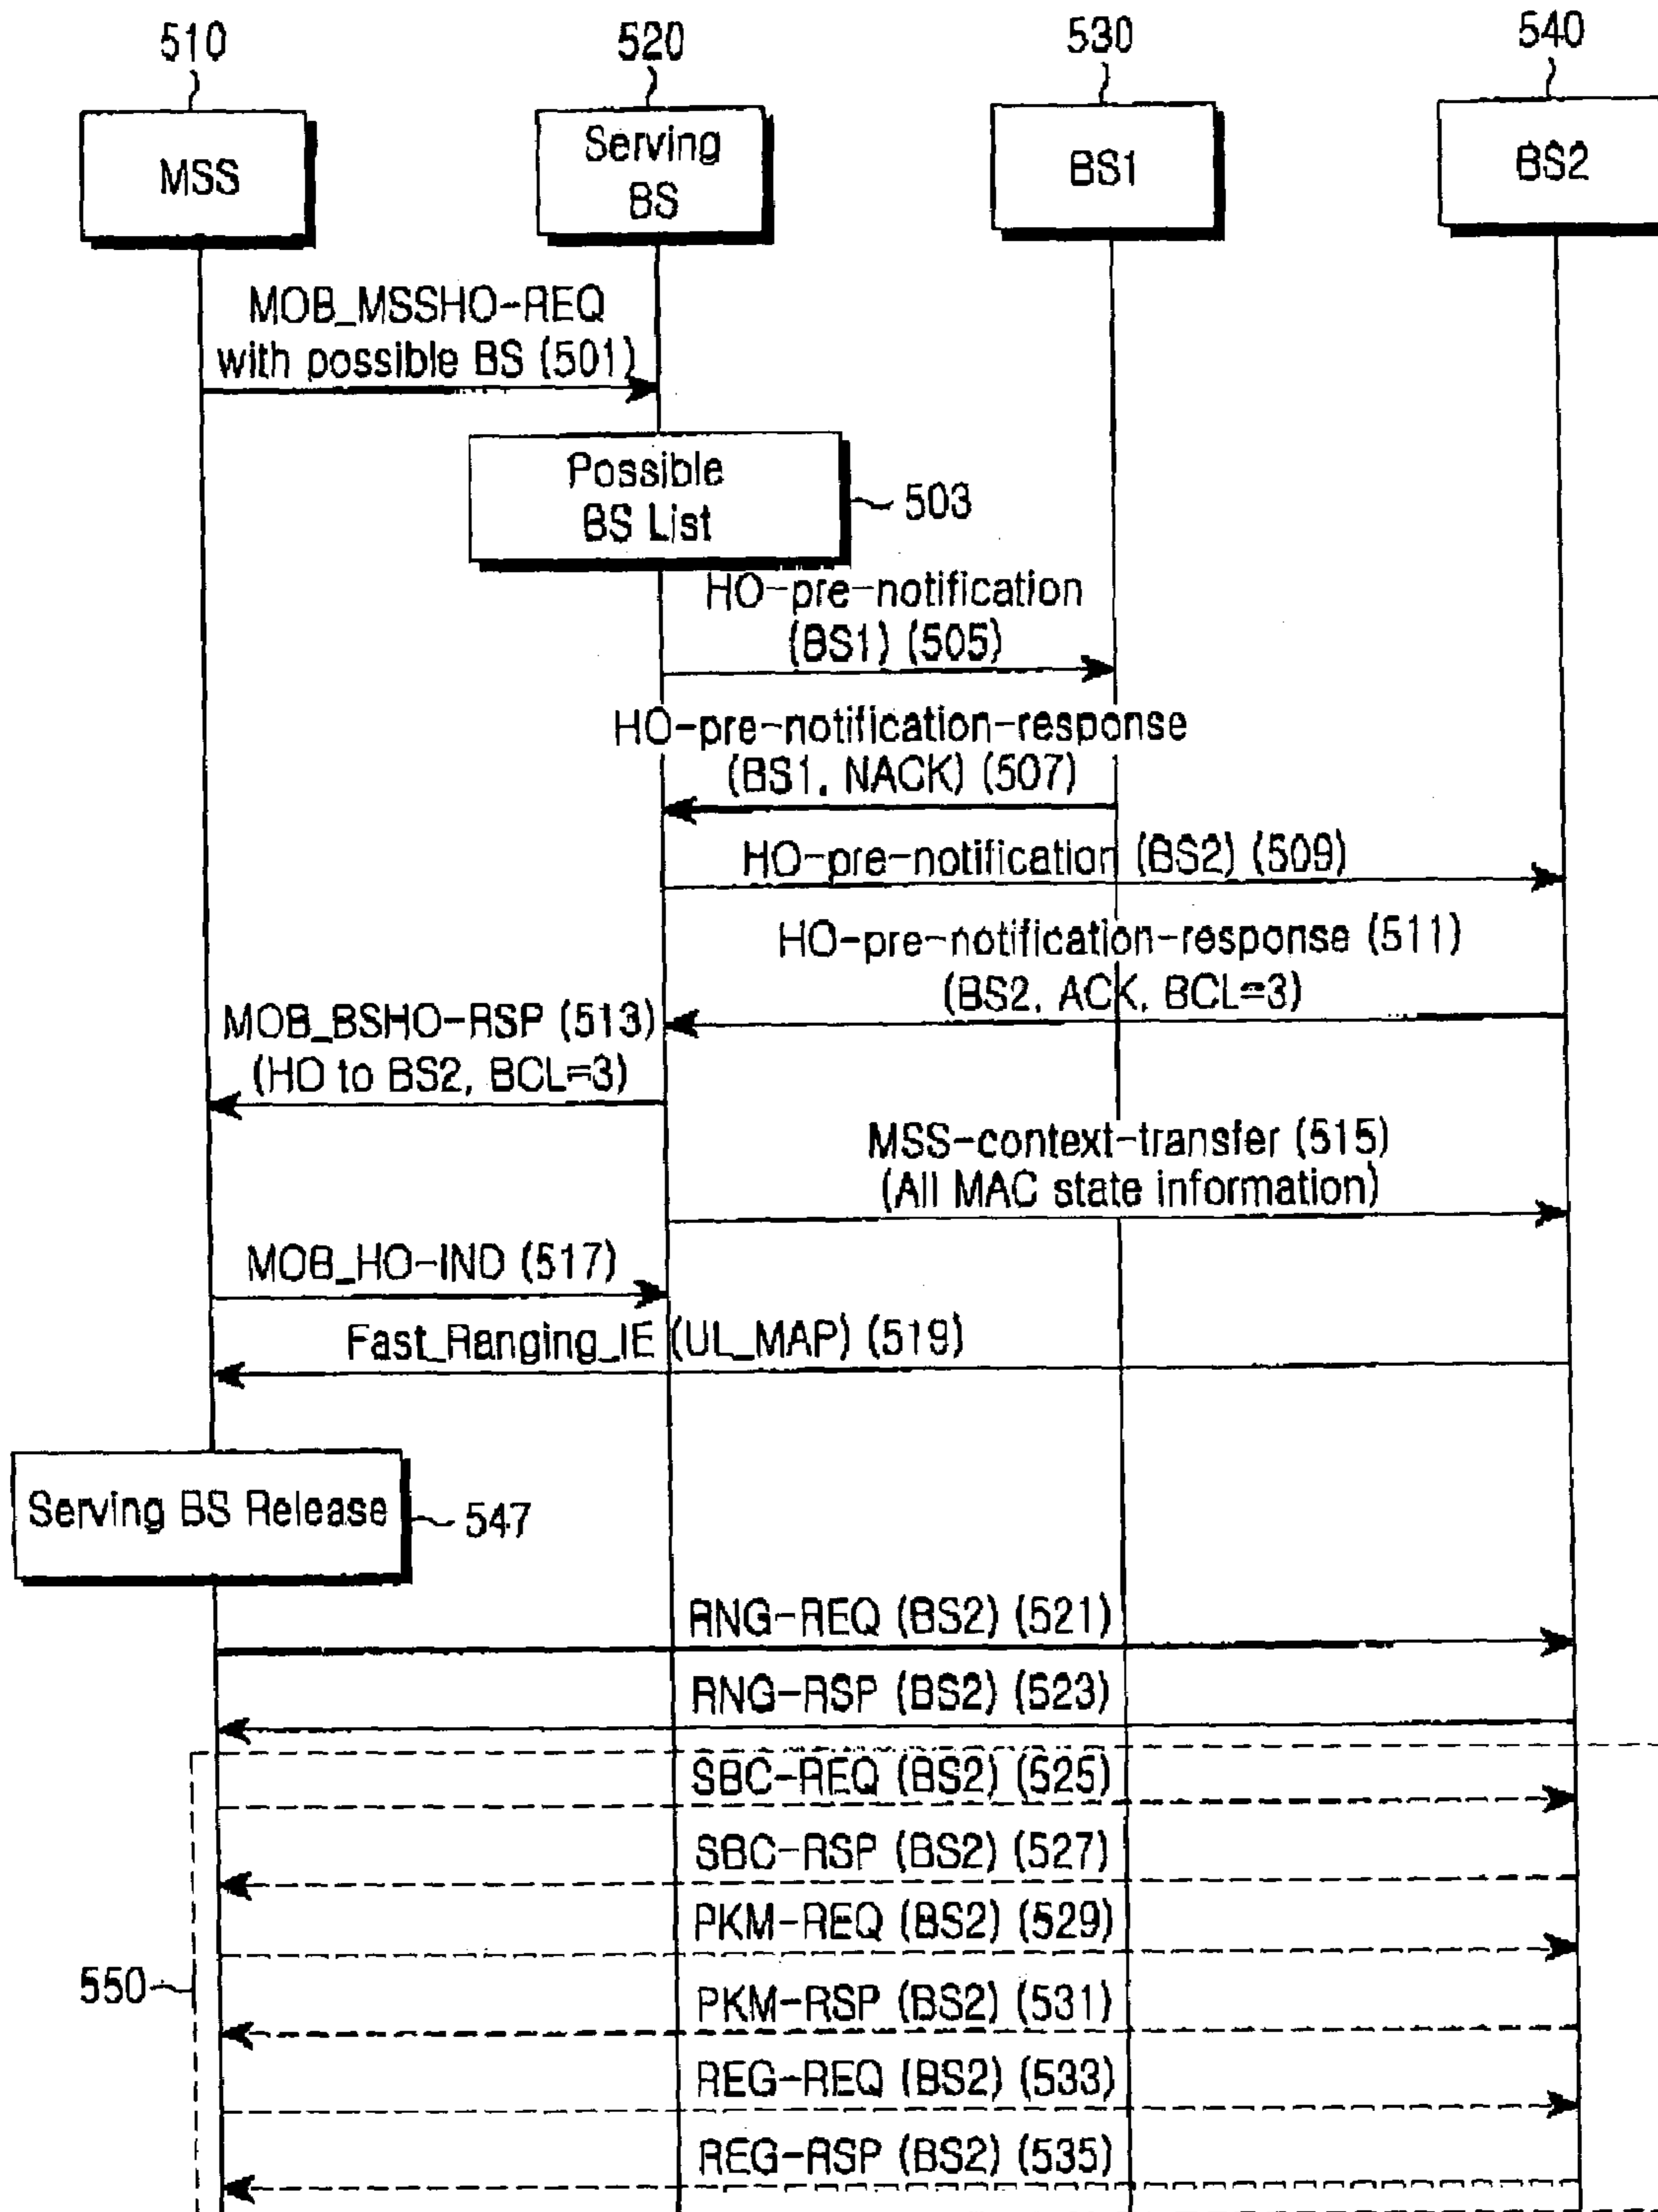 510
520
530
540
MSS
Serving
BS
BS1
BS2
MOB_MSSHO-REQ
with possible BS (501)
Possible
BS List
503
HO-pre-notification
(BS1) (505)
HO-pre-notification-response
(BS1, NACK) (507)
HO-pre-notification (BS2) (509)
HO-pre-notification-response (511)
(BS2, ACK, BCL=3)
MOB_BSHO-RSP (513)
(HO to BS2, BCL=3)
MSS-context-transfer (515)
(All MAC state information)
MOB_HO-IND (517)
Fast_Ranging_IE (UL_MAP) (519)
Serving BS Release
547
RNG-REQ (BS2) (521)
RNG-RSP (BS2) (523)
SBC-REQ (BS2) (525)
SBC-RSP (BS2) (527)
PKM-REQ (BS2) (529)
550
PKM-RSP (BS2) (531)
REG-REQ (BS2) (533)
REG-RSP (BS2) (535)